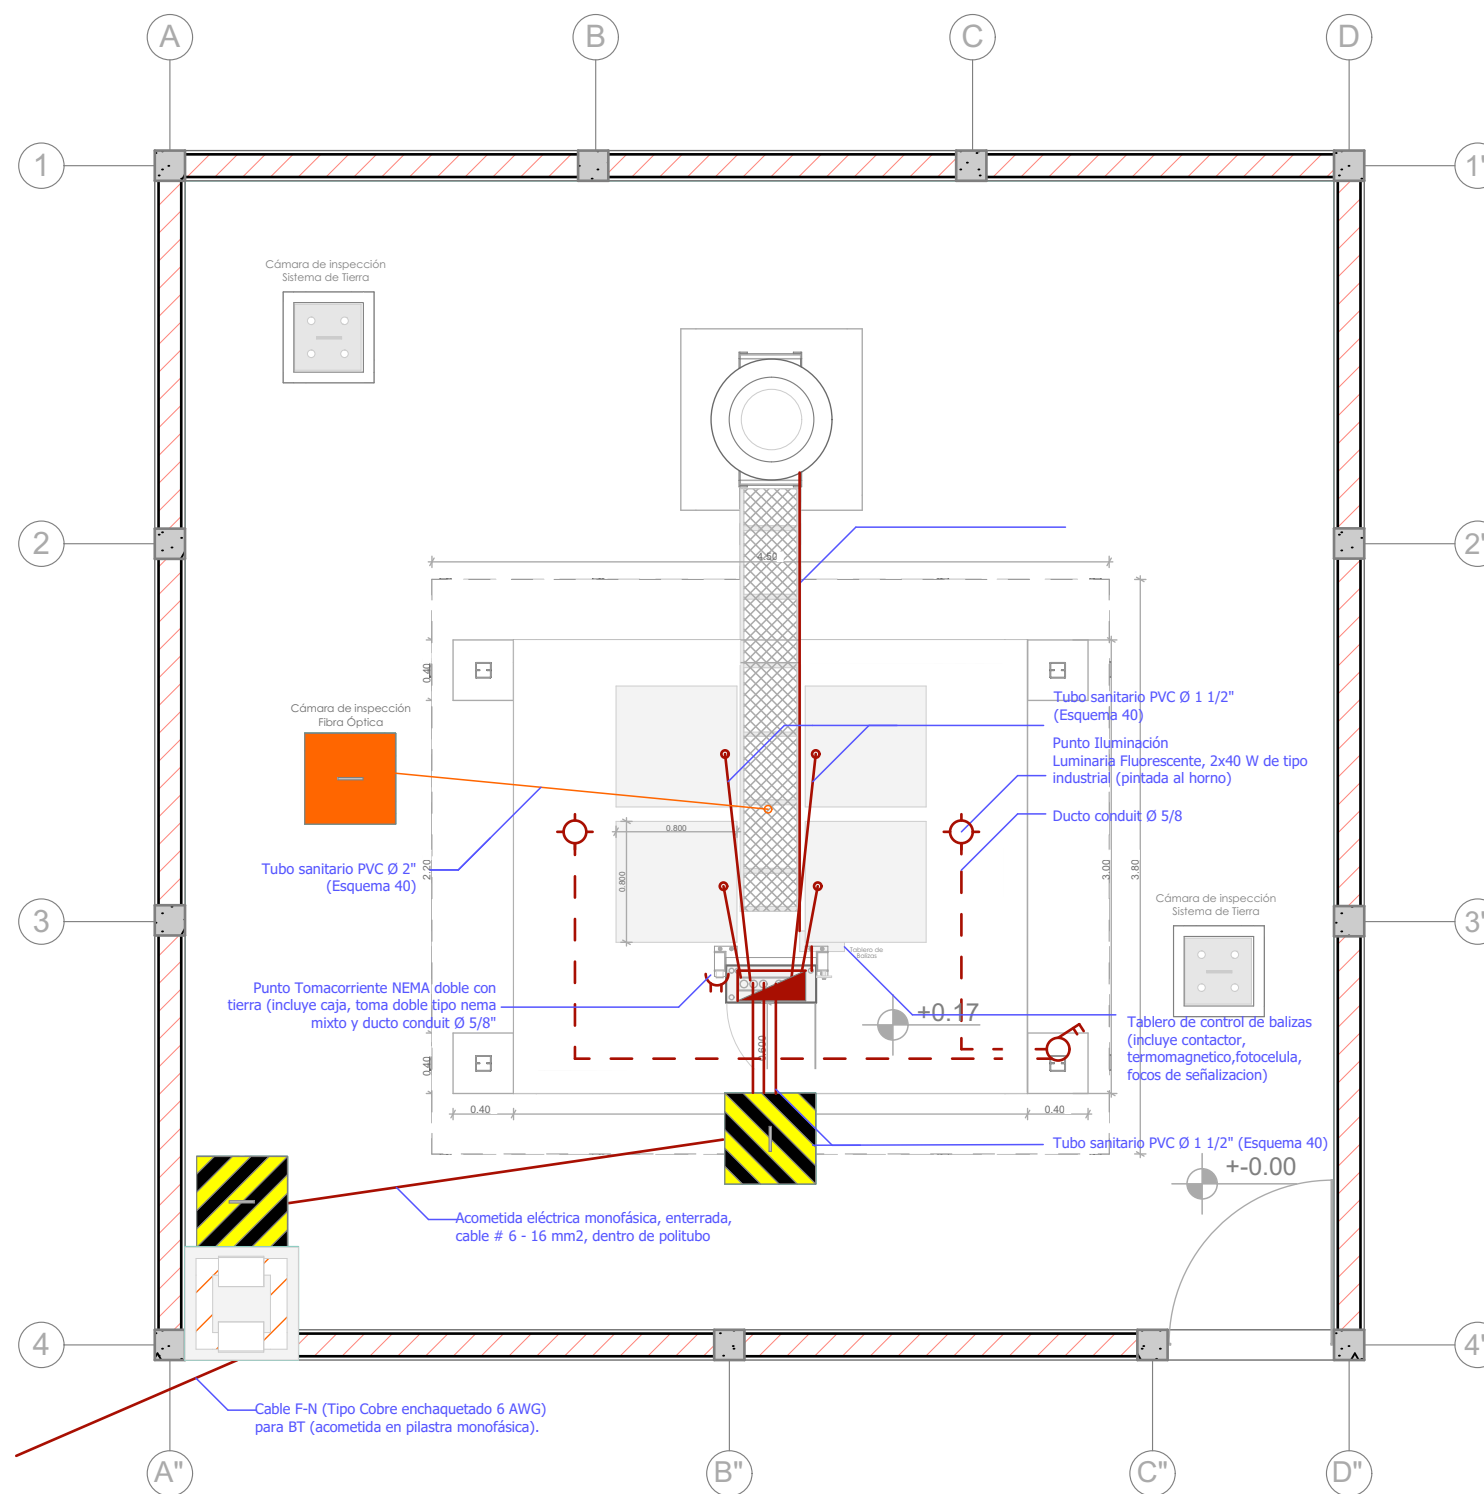 A
B
C
D
1
1'
Cámara de inspección
Sistema de Tierra
2
2'
4.50
0.40
Cámara de inspección
Fibra Óptica
Tubo sanitario PVC Ø 1 1/2"
(Esquema 40)
Punto Iluminación
Luminaria Fluorescente, 2x40 W de tipo
industrial (pintada al horno)
Ducto conduit Ø 5/8
0.800
0.800
Tubo sanitario PVC Ø 2"
(Esquema 40)
2.20
3.00
3.80
Cámara de inspección
Sistema de Tierra
3
3'
Tablero de
Balizas
Punto Tomacorriente NEMA doble con
tierra (incluye caja, toma doble tipo nema
mixto y ducto conduit Ø 5/8"
+0.17
Tablero de control de balizas
(incluye contactor,
termomagnetico,fotocelula,
focos de señalizacion)
0.600
0.40
0.40
0.40
Tubo sanitario PVC Ø 1 1/2" (Esquema 40)
+-0.00
Acometida eléctrica monofásica, enterrada,
cable # 6 - 16 mm2, dentro de politubo
4
4'
Cable F-N (Tipo Cobre enchaquetado 6 AWG)
para BT (acometida en pilastra monofásica).
A"
B"
C"
D"